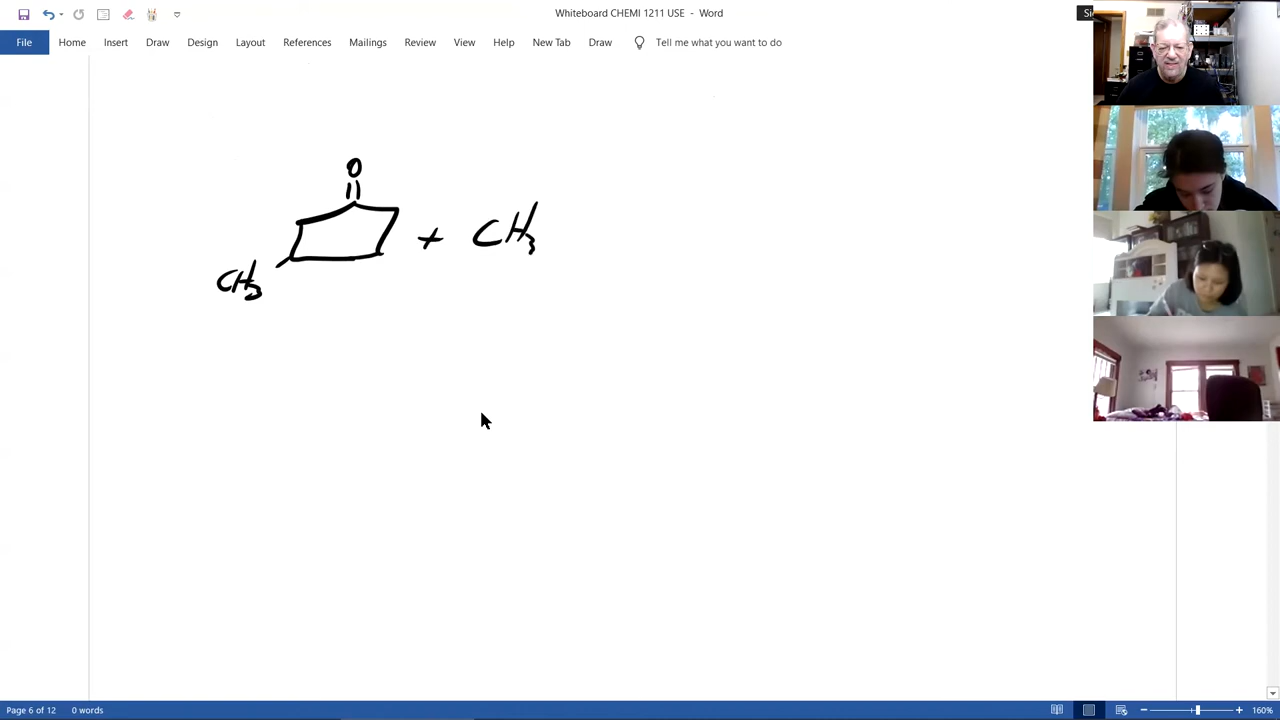 Whiteboard CHEMI 1211 USE - Word
File Home Insert Draw Design Layout References Mailings Review View Help New Tab Draw Tell me what you want to do
O
+ CH3
CH3
Page 6 of 12 0 words 160%